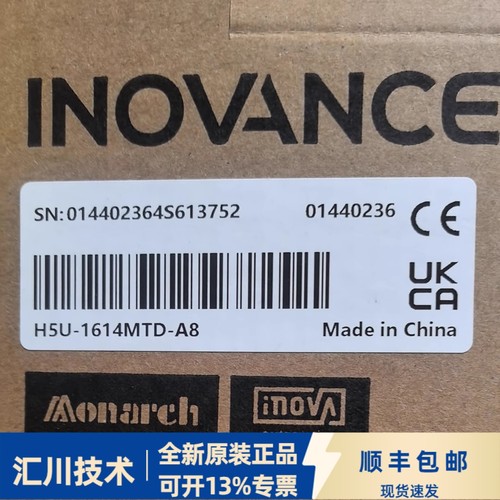 INOVANCE
SN:014402364S613752 01440236 CE
UK
CA
H5U-1614MTD-A8 Made in China
Monarch inovA
汇川技术 全新原装正品 顺丰包邮
可开13%专票 现货速发